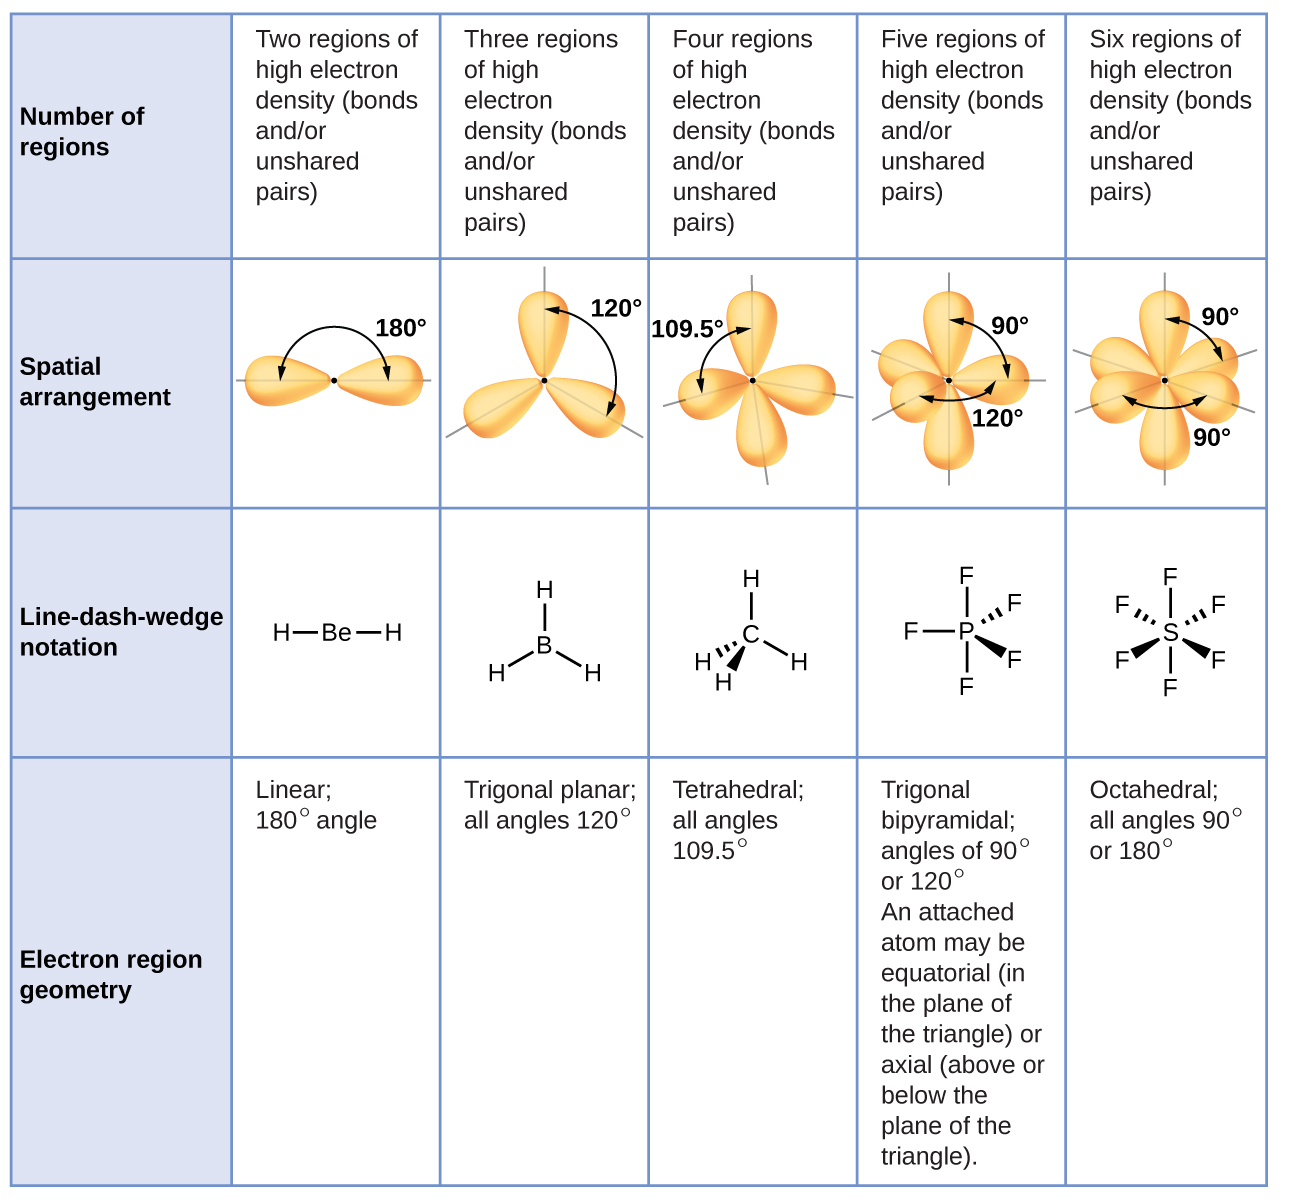 Number of
regions
Two regions of
high electron
density (bonds
and/or
unshared
pairs)
Three regions
of high
electron
density (bonds
and/or
unshared
pairs)
Four regions
of high
electron
density (bonds
and/or
unshared
pairs)
Five regions of
high electron
density (bonds
and/or
unshared
pairs)
Six regions of
high electron
density (bonds
and/or
unshared
pairs)
Spatial
arrangement
180°
120°
109.5°
90°
120°
90°
90°
Line-dash-wedge
notation
H Be H
H
B
H H
H
C
H H
H
F
F
F P
F
F
F
F F
S
F F
F
Electron region
geometry
Linear;
180° angle
Trigonal planar;
all angles 120°
Tetrahedral;
all angles
109.5°
Trigonal
bipyramidal;
angles of 90°
or 120°
An attached
atom may be
equatorial (in
the plane of
the triangle) or
axial (above or
below the
plane of the
triangle).
Octahedral;
all angles 90°
or 180°